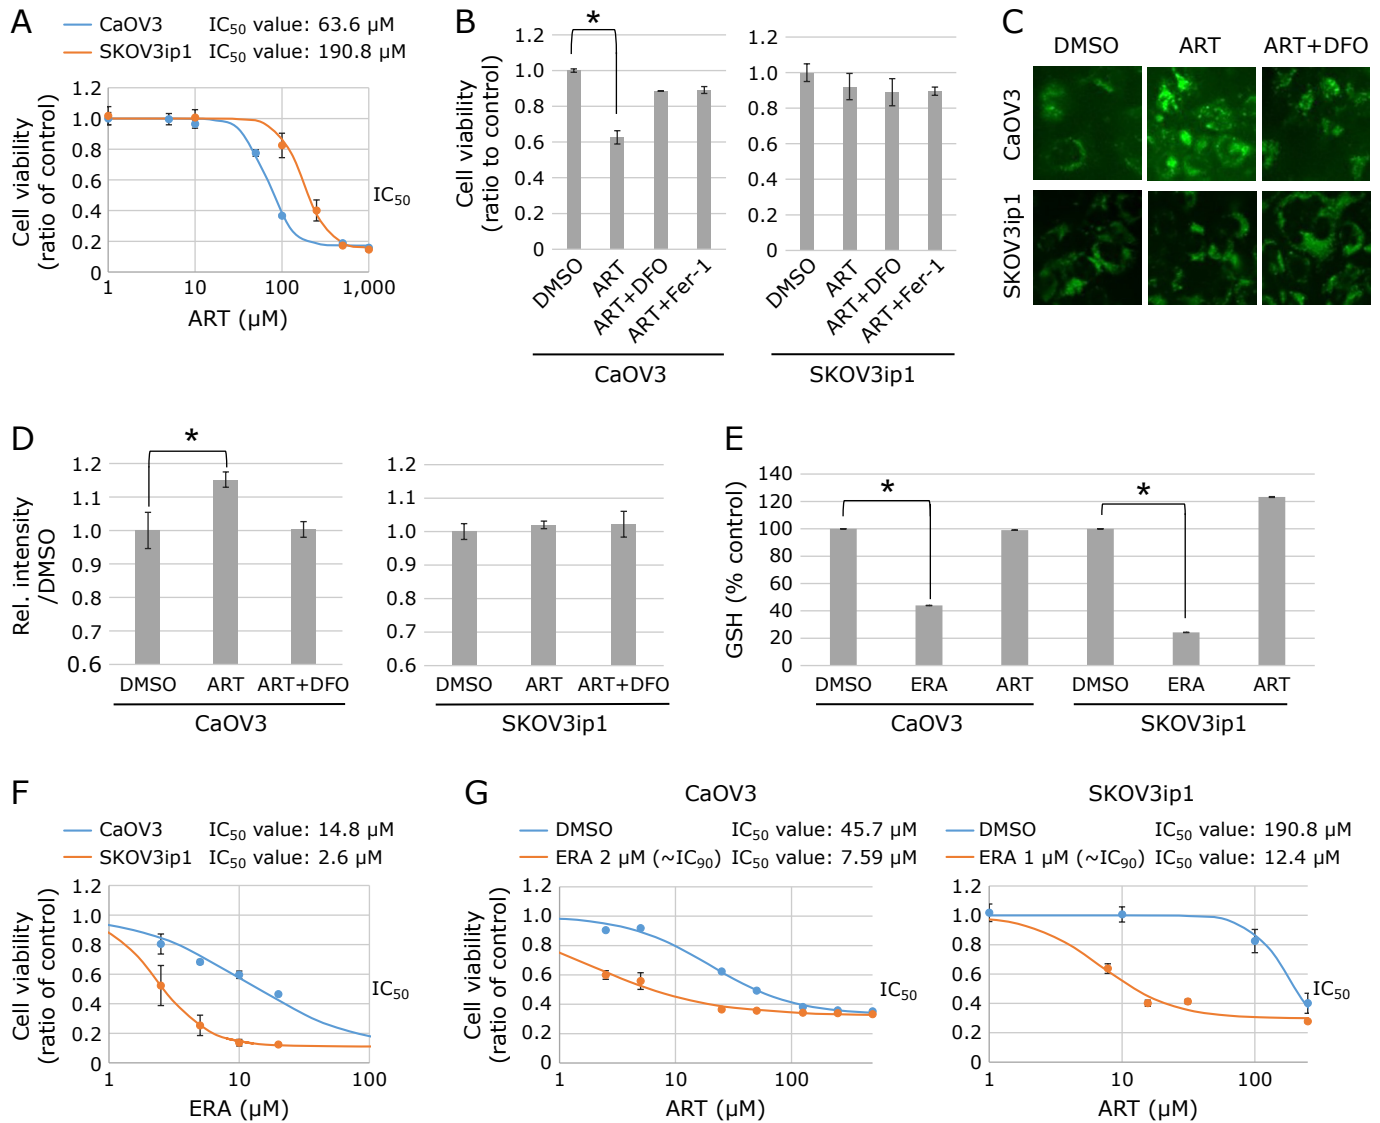 A
CaOV3 IC50 value: 63.6 µM
SKOV3ip1 IC50 value: 190.8 µM
Cell viability
(ratio of control)
1.2
1.0
0.8
0.6
0.4
0.2
0
IC50
1 10 100 1,000
ART (µM)
B
Cell viability
(ratio to control)
1.2
1.0
0.8
0.6
0.4
0.2
0
*
DMSO
ART
ART+DFO
ART+Fer-1
CaOV3
1.2
1.0
0.8
0.6
0.4
0.2
0
DMSO
ART
ART+DFO
ART+Fer-1
SKOV3ip1
C
DMSO ART ART+DFO
CaOV3
SKOV3ip1
D
Rel. intensity
/DMSO
1.2
1.1
1.0
0.9
0.8
0.7
0.6
*
DMSO ART ART+DFO
CaOV3
1.2
1.1
1.0
0.9
0.8
0.7
0.6
DMSO ART ART+DFO
SKOV3ip1
E
GSH (% control)
140
120
100
80
60
40
20
0
* *
DMSO ERA ART DMSO ERA ART
CaOV3 SKOV3ip1
F
CaOV3 IC50 value: 14.8 µM
SKOV3ip1 IC50 value: 2.6 µM
Cell viability
(ratio of control)
1.2
1.0
0.8
0.6
0.4
0.2
0
IC50
1 10 100
ERA (µM)
G
CaOV3
DMSO IC50 value: 45.7 µM
ERA 2 µM (~IC90) IC50 value: 7.59 µM
Cell viability
(ratio of control)
1.2
1.0
0.8
0.6
0.4
0.2
0
IC50
1 10 100
ART (µM)
SKOV3ip1
DMSO IC50 value: 190.8 µM
ERA 1 µM (~IC90) IC50 value: 12.4 µM
1.2
1.0
0.8
0.6
0.4
0.2
0
IC50
1 10 100
ART (µM)